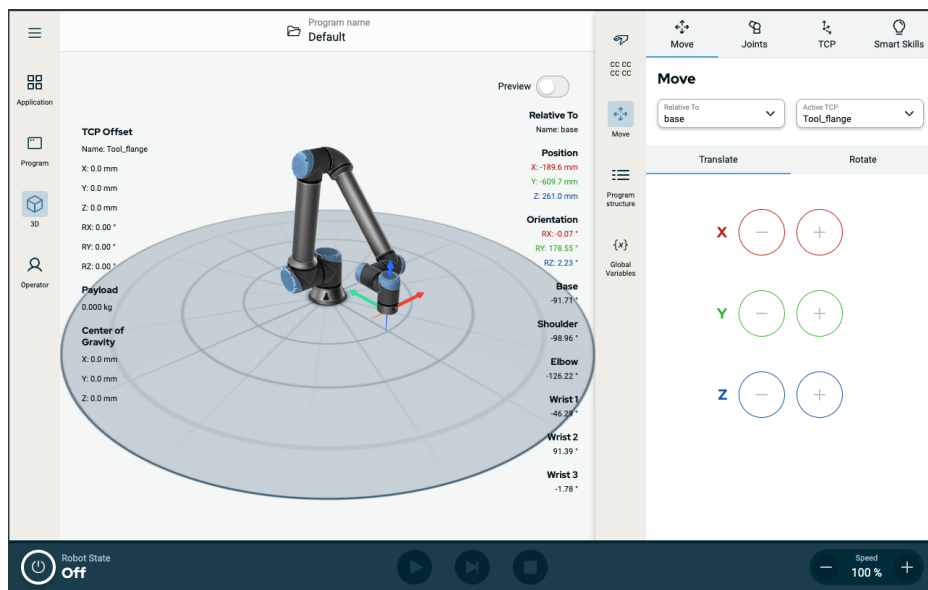 Program name
Default
Application
Program
3D
Operator
Preview
TCP Offset
Name: Tool_flange
X: 0.0 mm
Y: 0.0 mm
Z: 0.0 mm
RX: 0.00 °
RY: 0.00 °
RZ: 0.00 °
Payload
0.000 kg
Center of
Gravity
X: 0.0 mm
Y: 0.0 mm
Z: 0.0 mm
Relative To
Name: base
Position
X: -189.6 mm
Y: -609.7 mm
Z: 261.0 mm
Orientation
RX: -0.07 °
RY: 178.55 °
RZ: 2.23 °
Base
-91.71 °
Shoulder
-98.96 °
Elbow
-126.22 °
Wrist 1
-46.29 °
Wrist 2
91.39 °
Wrist 3
-1.78 °
CC CC
CC CC
Move
Program
structure
{x}
Global
Variables
Move
Joints
TCP
Smart Skills
Move
Relative To
base
Active TCP
Tool_flange
Translate
Rotate
X − +
Y − +
Z − +
Robot State
Off
Speed
− 100 % +